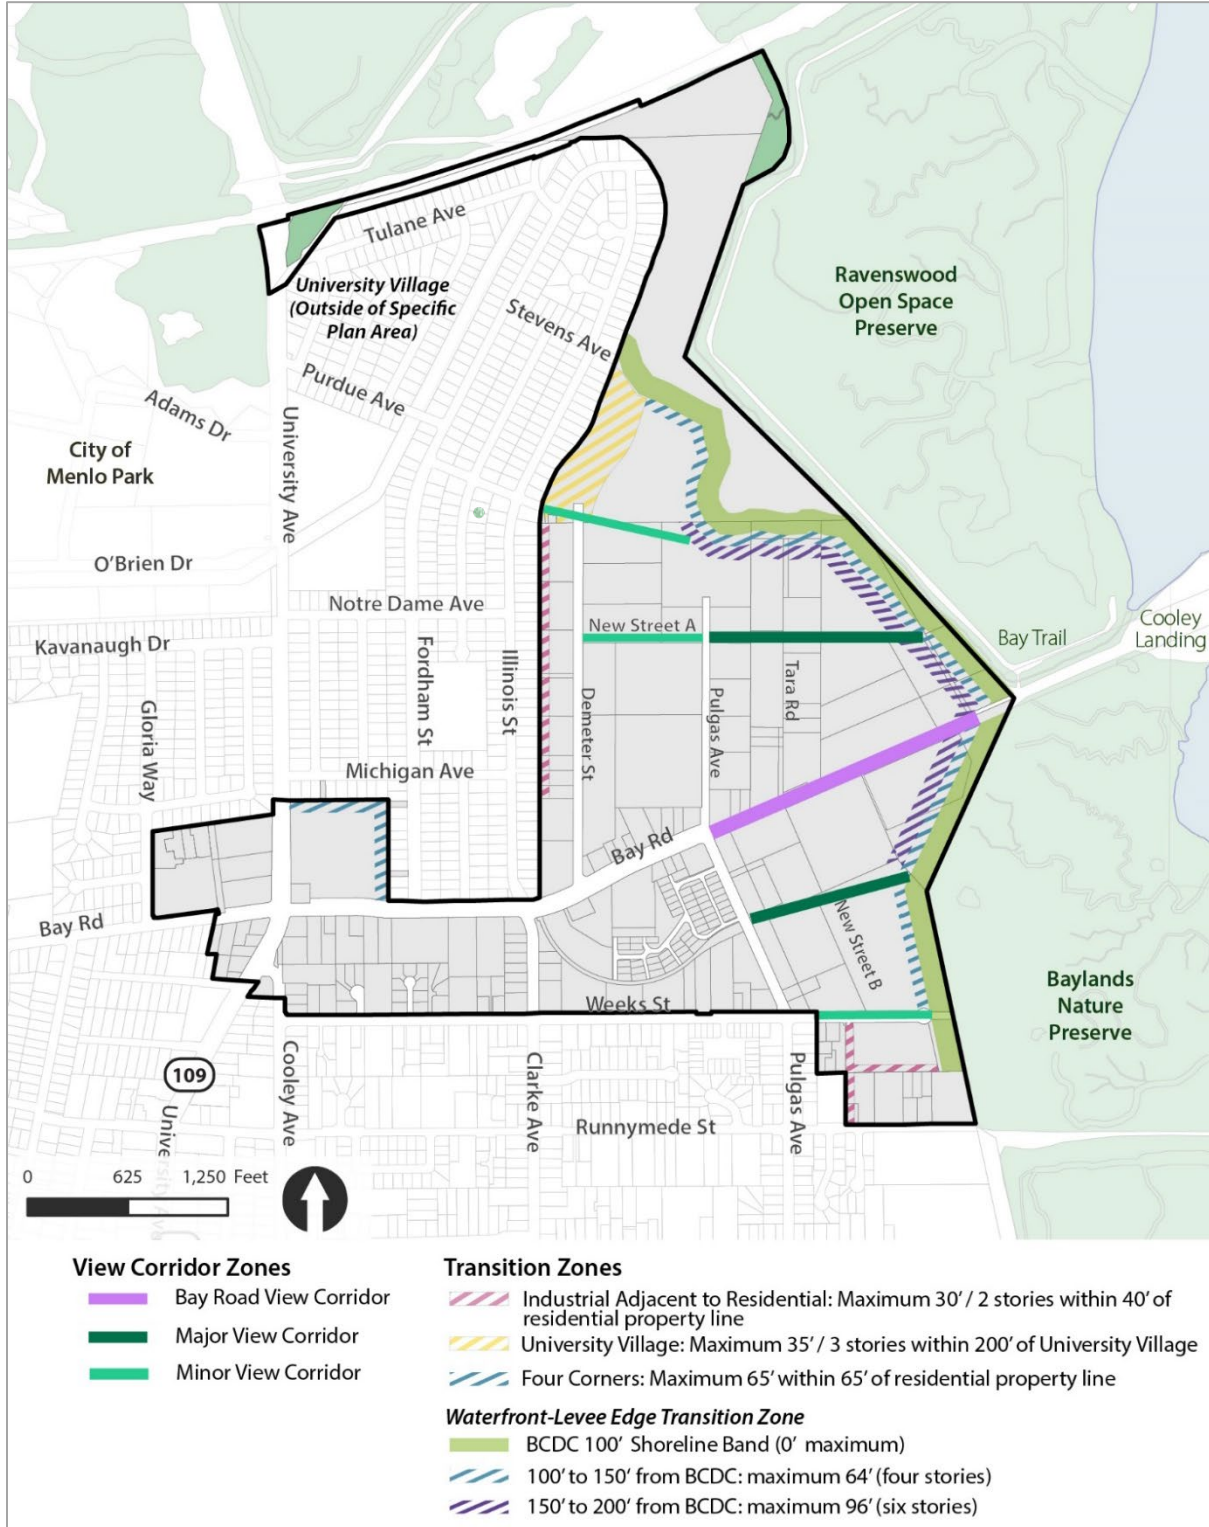 Tulane Ave
University Village
(Outside of Specific
Plan Area)
Stevens Ave
Ravenswood
Open Space
Preserve
Purdue Ave
Adams Dr
City of
Menlo Park
University Ave
O'Brien Dr
Notre Dame Ave
Kavanaugh Dr
New Street A
Bay Trail
Cooley
Landing
Gloria Way
Fordham St
Illinois St
Demeter St
Pulgas Ave
Tara Rd
Michigan Ave
Bay Rd
Bay Rd
New Street B
Weeks St
Baylands
Nature
Preserve
109
University Ave
Cooley Ave
Clarke Ave
Pulgas Ave
Runnymede St
0 625 1,250 Feet
View Corridor Zones
Bay Road View Corridor
Major View Corridor
Minor View Corridor
Transition Zones
Industrial Adjacent to Residential: Maximum 30' / 2 stories within 40' of
residential property line
University Village: Maximum 35' / 3 stories within 200' of University Village
Four Corners: Maximum 65' within 65' of residential property line
Waterfront-Levee Edge Transition Zone
BCDC 100' Shoreline Band (0' maximum)
100' to 150' from BCDC: maximum 64' (four stories)
150' to 200' from BCDC: maximum 96' (six stories)